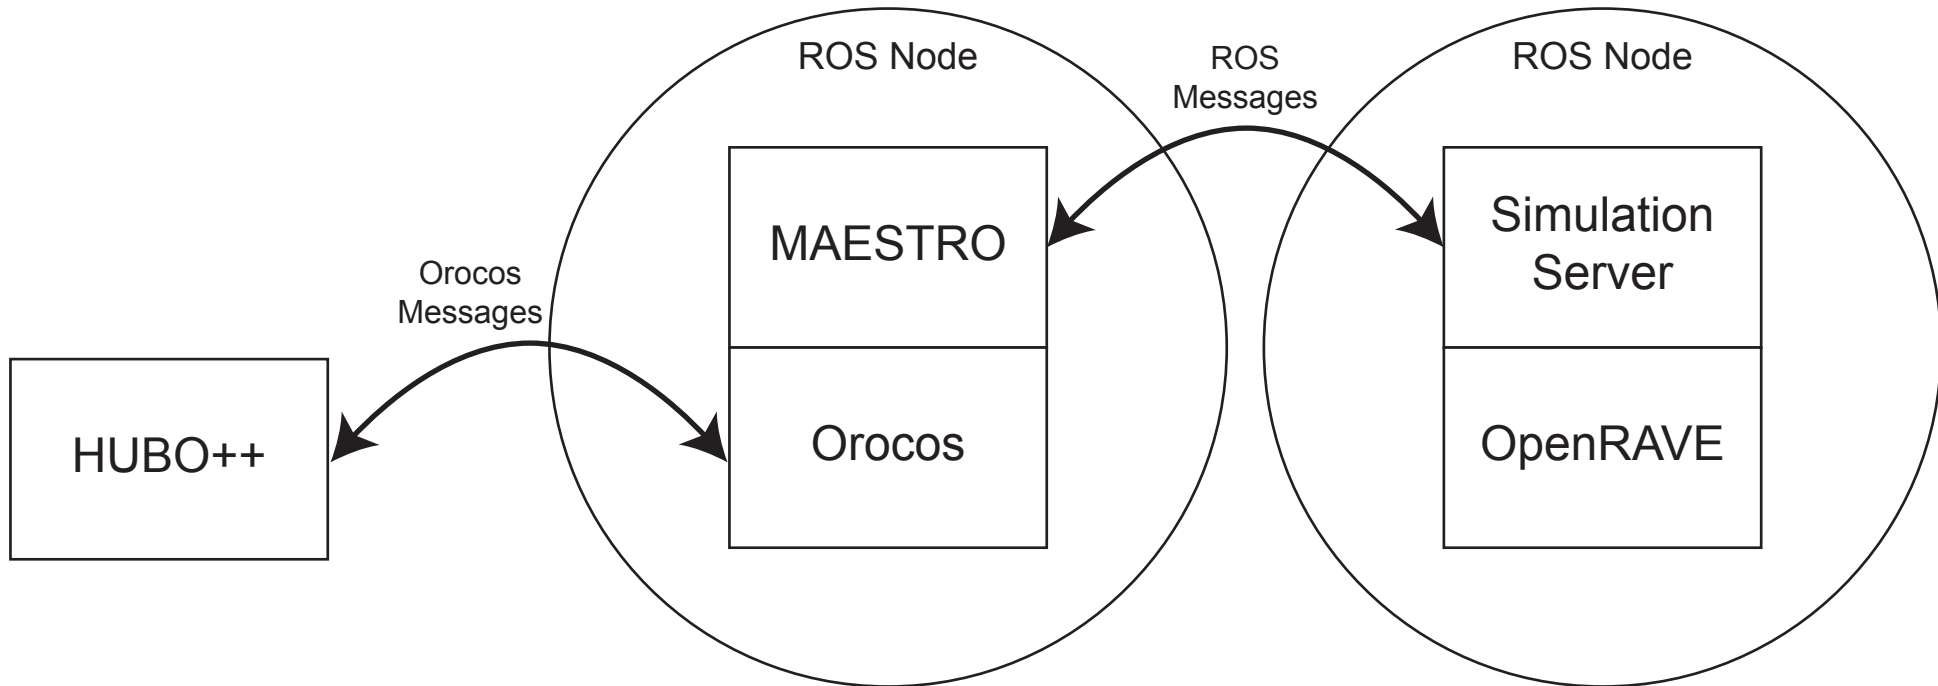 ROS Node
ROS
Messages
ROS Node
MAESTRO
Simulation
Server
Orocos
Messages
HUBO++
Orocos
OpenRAVE